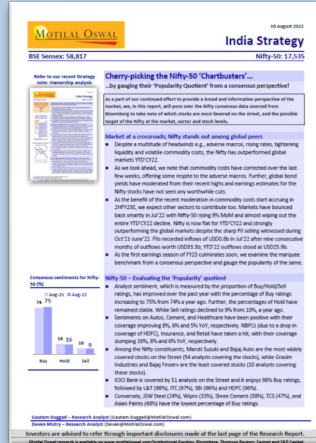 10 August 2022
MOTILAL OSWAL
India Strategy
BSE Sensex: 58,817
Nifty-50: 17,535
Refer to our recent Strategy
note: Ownership analysis
Cherry-picking the Nifty-50 'Chartbusters'…
…by gauging their 'Popularity Quotient' from a consensus perspective!
As a part of our continued effort to provide a broad and informative perspective of the
market, we, in this report, will pore over the Nifty consensus data sourced from
Bloomberg to take note of which stocks are most favored on the street, and the possible
target of the Nifty at the market, sector and stock levels.
Market at a crossroads; Nifty stands out among global peers
Despite a multitude of headwinds e.g., adverse macros, rising rates, tightening
liquidity and volatile commodity costs, the Nifty has outperformed global
markets YTD'CY22.
As we look ahead, we note that commodity costs have corrected over the last
few weeks, offering some respite to the adverse macros. Further, global bond
yields have moderated from their recent highs and earnings estimates for the
Nifty stocks have not seen any worthwhile cuts.
As the benefit of the recent moderation in commodity costs start accruing in
2HFY23E, we expect other sectors to contribute too. Markets have bounced
back smartly in Jul'22 with Nifty-50 rising 9% MoM and almost wiping out the
entire YTD'CY22 decline. Nifty is now flat for YTD'CY22 and strongly
outperforming the global markets despite the sharp FII selling witnessed during
Oct'21-June'22. FIIs recorded inflows of USD0.8b in Jul'22 after nine consecutive
months of outflows worth USD33.9b; YTD'22 outflows stood at USD25.9b.
As the first earnings season of FY23 culminates soon, we examine the marquee
benchmark from a consensus perspective and gauge the popularity of the same.
Consensus sentiments for Nifty-
50 (%)
Aug-21 Aug-22
74 75
16 16
10 9
Buy Hold Sell
Nifty-50 – Evaluating the 'Popularity' quotient
Analyst sentiment, which is measured by the proportion of Buy/Hold/Sell
ratings, has improved over the past year with the percentage of Buy ratings
increasing to 75% from 74% a year ago. Further, the percentages of Hold have
remained stable. While Sell ratings declined to 9% from 10%, a year ago.
Sentiments on Autos, Cement, and Healthcare have been positive with their
coverage improving 8%, 6% and 5% YoY, respectively. NBFCs (due to a drop in
coverage of HDFC), Insurance, and Retail have taken a hit, with their coverage
slumping 16%, 8% and 6% YoY, respectively.
Among the Nifty constituents, Maruti Suzuki and Bajaj Auto are the most widely
covered stocks on the Street (54 analysts covering the stocks), while Grasim
Industries and Bajaj Finserv are the least covered stocks (10 analysts covering
these stocks).
ICICI Bank is covered by 51 analysts on the Street and it enjoys 98% Buy ratings,
followed by L&T (98%), ITC (97%), SBI (96%) and HDFC (96%).
Conversely, JSW Steel (24%), Wipro (33%), Shree Cement (38%), TCS (47%), and
Asian Paints (48%) have the lowest percentage of Buy ratings.
Gautam Duggad – Research Analyst (Gautam.Duggad@MotilalOswal.com)
Deven Mistry – Research Analyst (Deven@MotilalOswal.com)
Investors are advised to refer through important disclosures made at the last page of the Research Report.